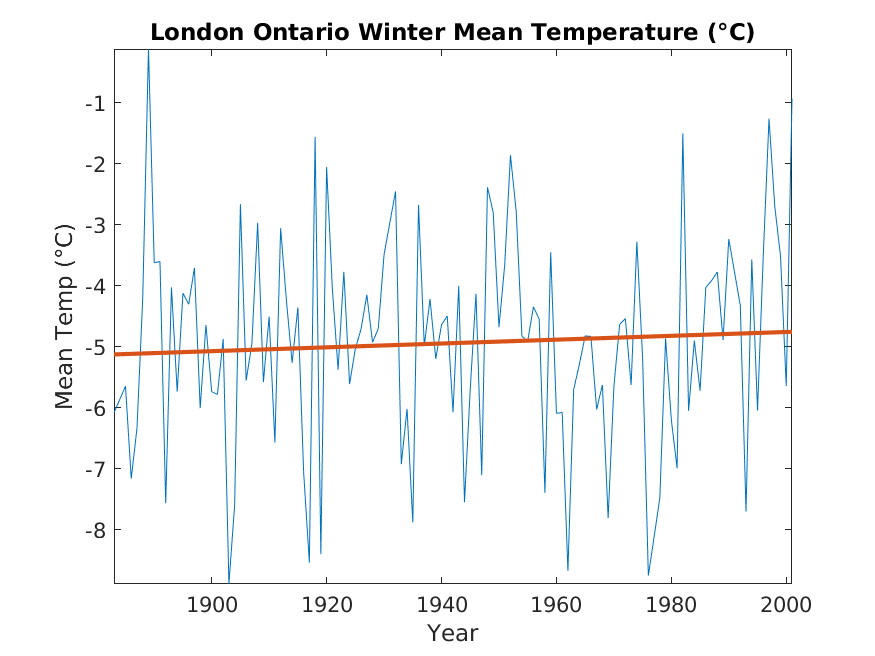 London Ontario Winter Mean Temperature (°C)
-1
-2
-3
-4
-5
-6
-7
-8
Mean Temp (°C)
1900 1920 1940 1960 1980 2000
Year